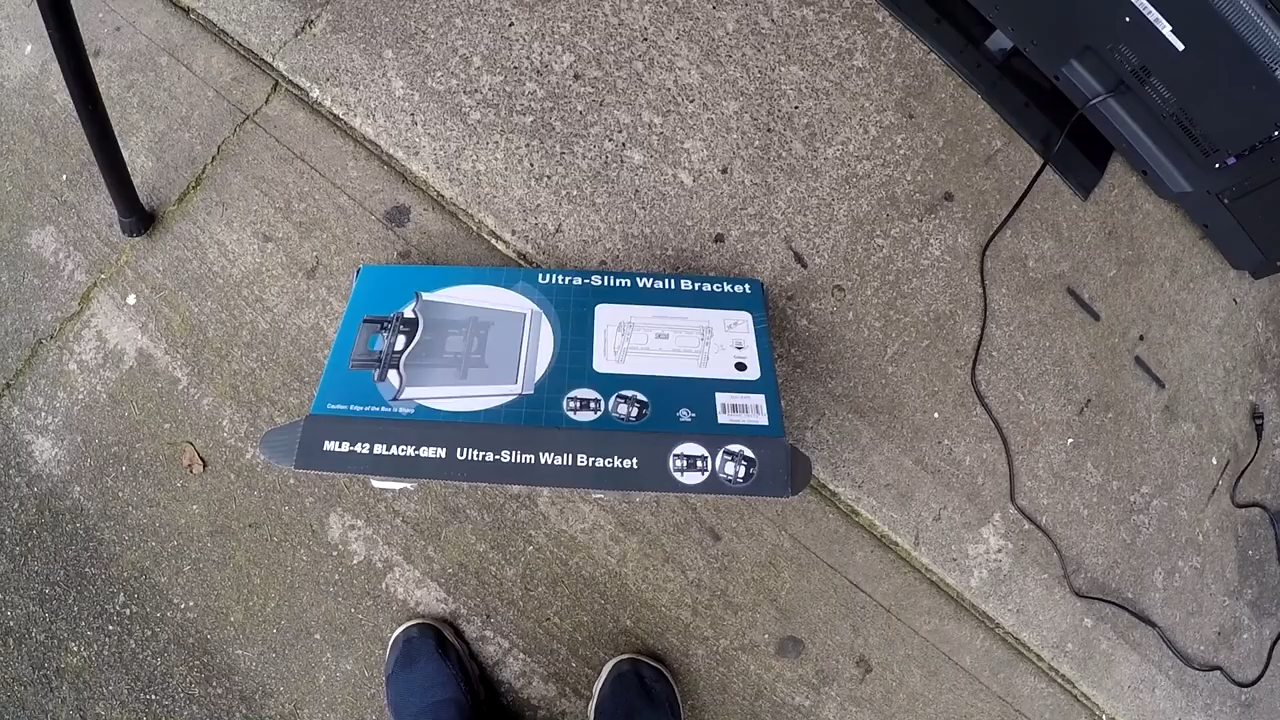 Ultra-Slim Wall Bracket
Caution: Edge of the Box is Sharp
MLB-42 BLACK-GEN Ultra-Slim Wall Bracket